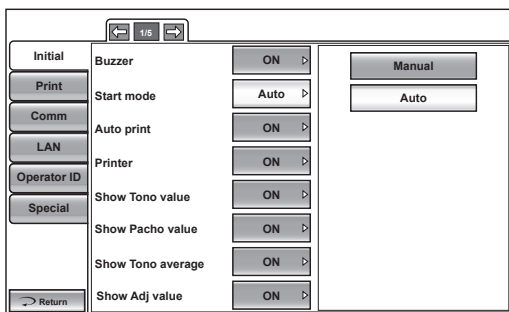 1/5
Initial
Print
Comm
LAN
Operator ID
Special
Return
Buzzer ON
Start mode Auto
Auto print ON
Printer ON
Show Tono value ON
Show Pacho value ON
Show Tono average ON
Show Adj value ON
Manual
Auto